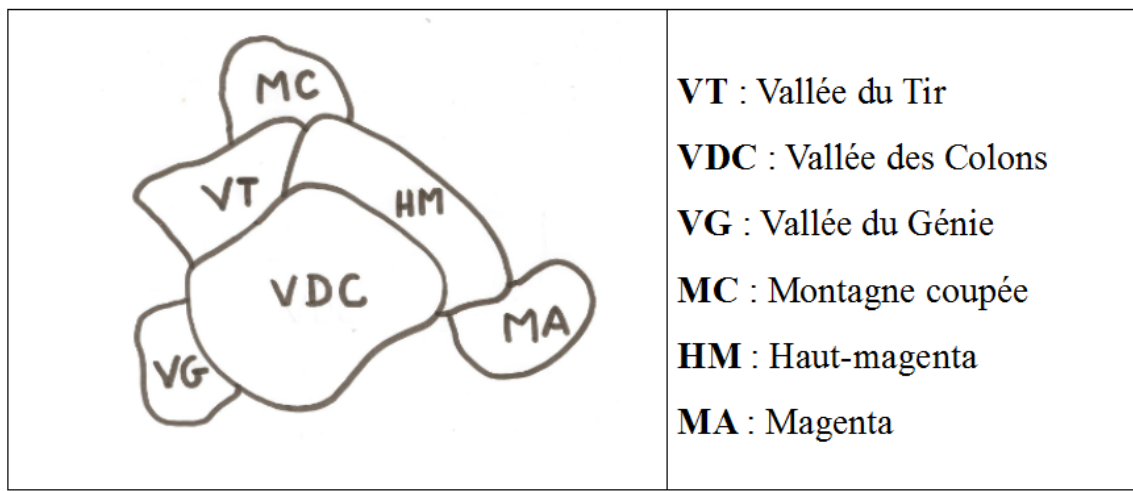 MC
VT
HM
VDC
MA
VG
VT : Vallée du Tir
VDC : Vallée des Colons
VG : Vallée du Génie
MC : Montagne coupée
HM : Haut-magenta
MA : Magenta